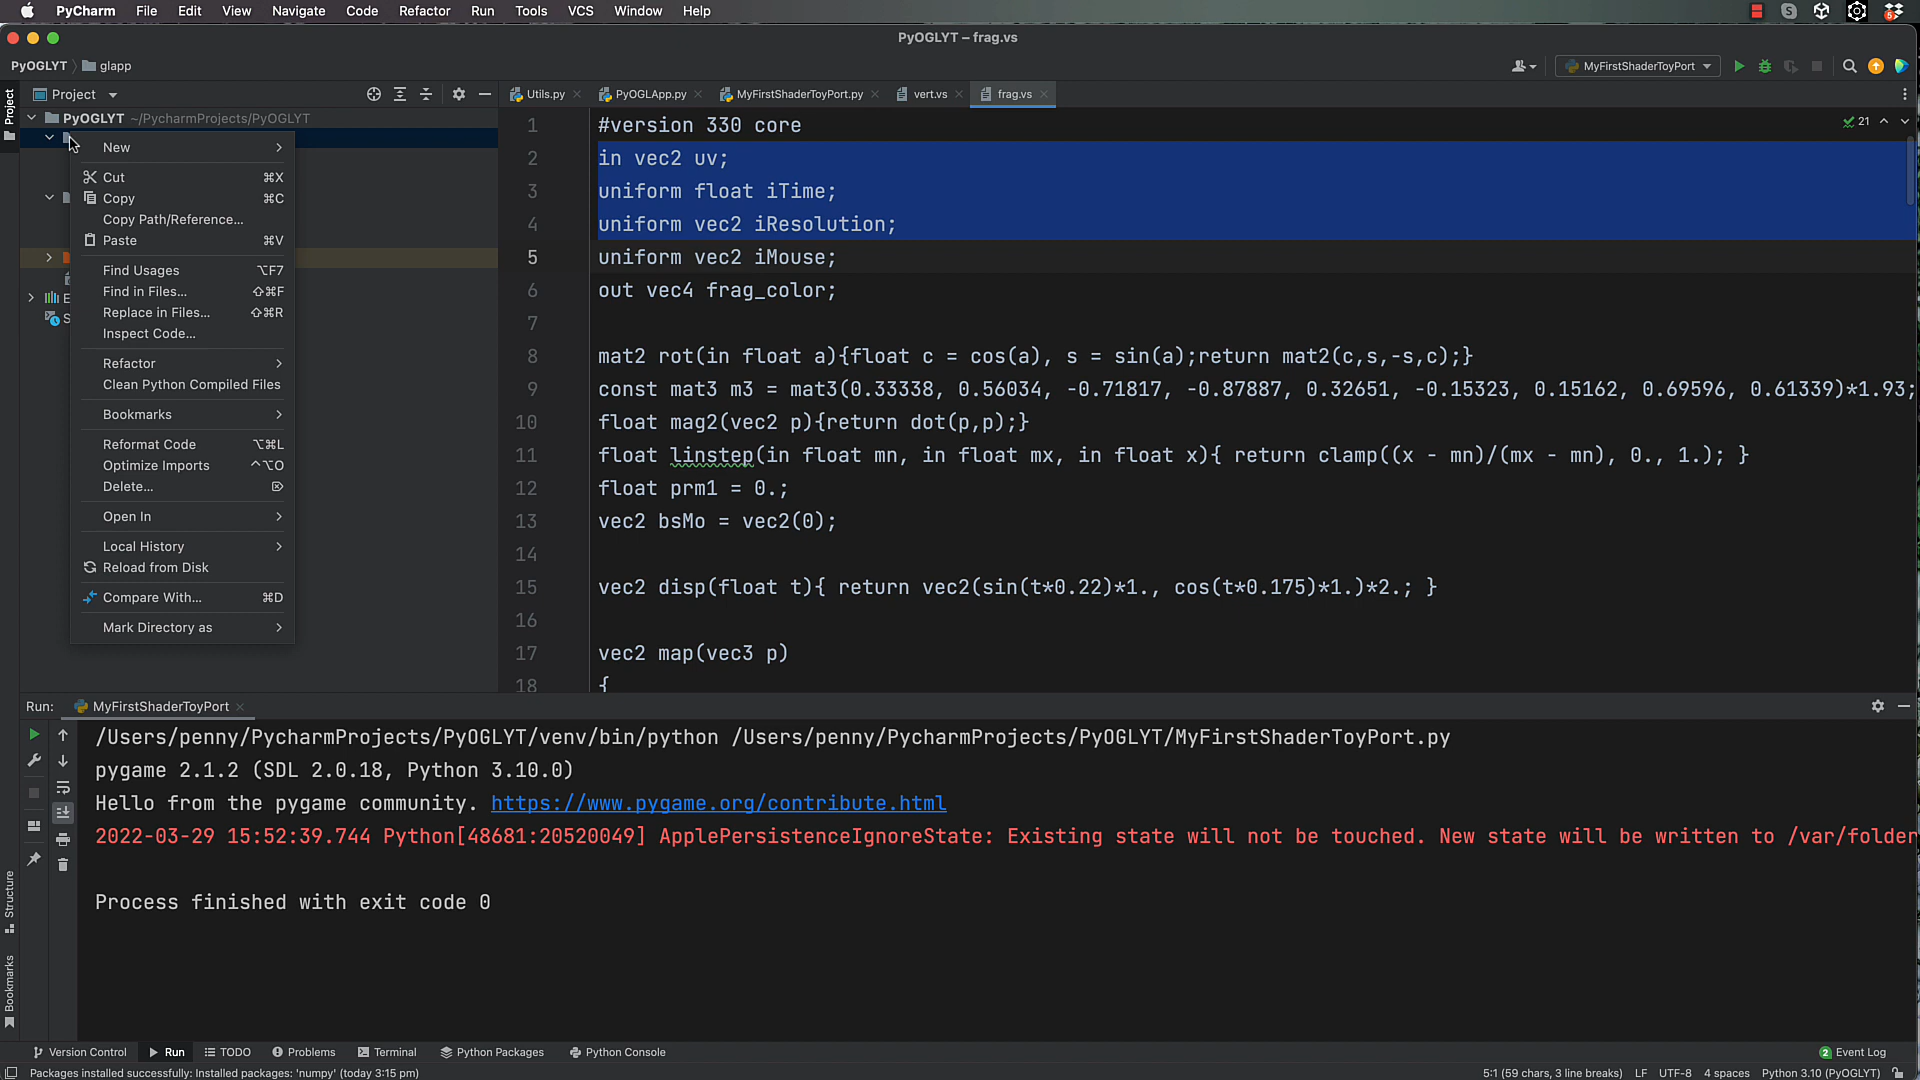 PyCharm File Edit View Navigate Code Refactor Run Tools VCS Window Help
PyOGLYT – frag.vs
PyOGLYT glapp
MyFirstShaderToyPort
Project
Project
Utils.py PyOGLApp.py MyFirstShaderToyPort.py vert.vs frag.vs
PyOGLYT ~/PycharmProjects/PyOGLYT
E
S
New
Cut ⌘X
Copy ⌘C
Copy Path/Reference...
Paste ⌘V
Find Usages ⌥F7
Find in Files... ⇧⌘F
Replace in Files... ⇧⌘R
Inspect Code...
Refactor
Clean Python Compiled Files
Bookmarks
Reformat Code ⌥⌘L
Optimize Imports ^⌥O
Delete... ⌦
Open In
Local History
Reload from Disk
Compare With... ⌘D
Mark Directory as
21
1 #version 330 core
2 in vec2 uv;
3 uniform float iTime;
4 uniform vec2 iResolution;
5 uniform vec2 iMouse;
6 out vec4 frag_color;
7
8 mat2 rot(in float a){float c = cos(a), s = sin(a);return mat2(c,s,-s,c);}
9 const mat3 m3 = mat3(0.33338, 0.56034, -0.71817, -0.87887, 0.32651, -0.15323, 0.15162, 0.69596, 0.61339)*1.93;
10 float mag2(vec2 p){return dot(p,p);}
11 float linstep(in float mn, in float mx, in float x){ return clamp((x - mn)/(mx - mn), 0., 1.); }
12 float prm1 = 0.;
13 vec2 bsMo = vec2(0);
14
15 vec2 disp(float t){ return vec2(sin(t*0.22)*1., cos(t*0.175)*1.)*2.; }
16
17 vec2 map(vec3 p)
18 {
Run: MyFirstShaderToyPort
/Users/penny/PycharmProjects/PyOGLYT/venv/bin/python /Users/penny/PycharmProjects/PyOGLYT/MyFirstShaderToyPort.py
pygame 2.1.2 (SDL 2.0.18, Python 3.10.0)
Hello from the pygame community. https://www.pygame.org/contribute.html
2022-03-29 15:52:39.744 Python[48681:20520049] ApplePersistenceIgnoreState: Existing state will not be touched. New state will be written to /var/folder
Process finished with exit code 0
Structure
Bookmarks
Version Control Run TODO Problems Terminal Python Packages Python Console 2 Event Log
Packages installed successfully: Installed packages: 'numpy' (today 3:15 pm) 5:1 (59 chars, 3 line breaks) LF UTF-8 4 spaces Python 3.10 (PyOGLYT)